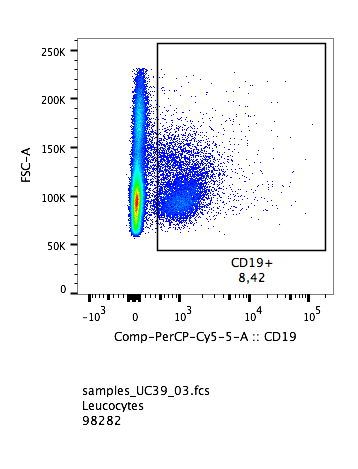 250K
200K
150K
100K
50K
0
FSC-A
CD19+
8,42
-10³ 0 10³ 10⁴ 10⁵
Comp-PerCP-Cy5-5-A :: CD19
samples_UC39_03.fcs
Leucocytes
98282